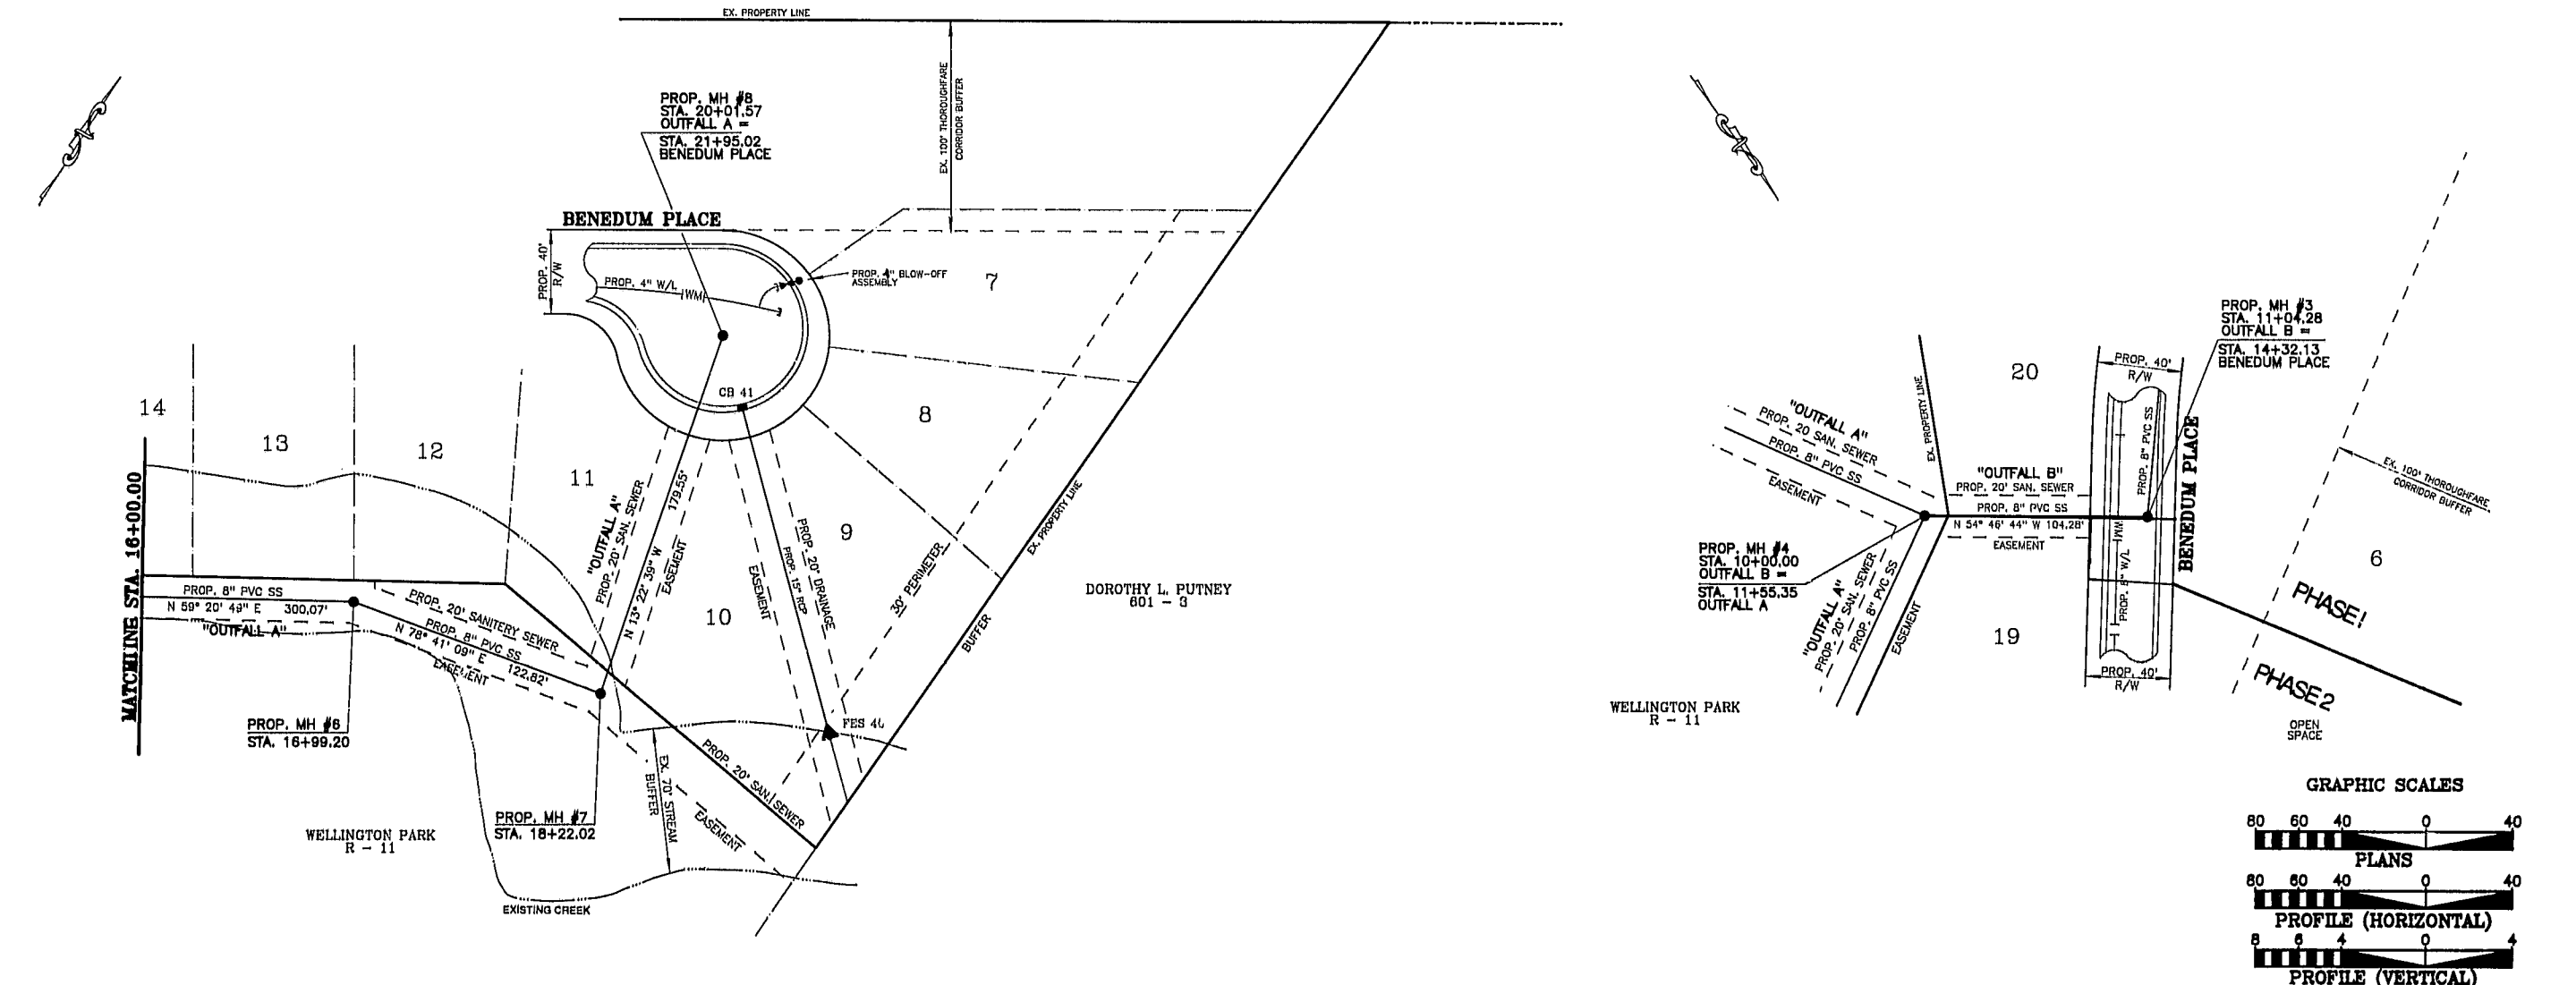 EX. PROPERTY LINE
EX. 100' THOROUGHFARE
CORRIDOR BUFFER
PROP. MH #8
STA. 20+01.57
OUTFALL A =
STA. 21+95.02
BENEDUM PLACE
BENEDUM PLACE
PROP. 40'
R/W
PROP. 4" W/L
WM
PROP. 4" BLOW-OFF
ASSEMBLY
7
8
CB 41
14
13
12
11
9
10
MATCHLINE STA. 16+00.00
PROP. 8" PVC SS
N 59° 20' 49" E 300.07'
"OUTFALL A"
PROP. 20' SANITERY SEWER
PROP. 8" PVC SS
N 78° 41' 09" E 122.82'
EASEMENT
"OUTFALL A"
PROP. 20' SAN. SEWER
N 13° 22' 39" W 179.55'
EASEMENT
EASEMENT
PROP. 15" RCP
PROP. 20' DRAINAGE
30' PERIMETER
BUFFER
EX. PROPERTY LINE
DOROTHY L. PUTNEY
601 - 3
FES 40
PROP. MH #6
STA. 16+99.20
PROP. MH #7
STA. 18+22.02
EX. 70' STREAM
BUFFER
PROP. 20' SAN. SEWER
EASEMENT
WELLINGTON PARK
R - 11
EXISTING CREEK
PROP. MH #3
STA. 11+04.28
OUTFALL B =
STA. 14+32.13
BENEDUM PLACE
20
PROP. 40'
R/W
EX. PROPERTY LINE
"OUTFALL A"
PROP. 20 SAN. SEWER
PROP. 8" PVC SS
EASEMENT
"OUTFALL B"
PROP. 20' SAN. SEWER
PROP. 8" PVC SS
N 54° 46' 44" W 104.28'
EASEMENT
PROP. 8" PVC SS
BENEDUM PLACE
WM
PROP. 8" W/L
EX. 100' THOROUGHFARE
CORRIDOR BUFFER
6
PROP. MH #4
STA. 10+00.00
OUTFALL B =
STA. 11+55.35
OUTFALL A
"OUTFALL A"
PROP. 20' SAN. SEWER
PROP. 8" PVC SS
EASEMENT
19
PROP. 40'
R/W
PHASE 1
PHASE 2
OPEN
SPACE
WELLINGTON PARK
R - 11
GRAPHIC SCALES
80 60 40 0 40
PLANS
80 60 40 0 40
PROFILE (HORIZONTAL)
8 6 4 0 4
PROFILE (VERTICAL)